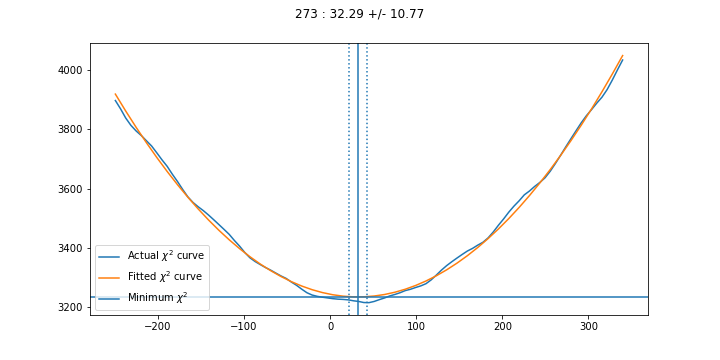 273 : 32.29 +/- 10.77
4000
3800
3600
3400
3200
Actual χ² curve
Fitted χ² curve
Minimum χ²
−200 −100 0 100 200 300